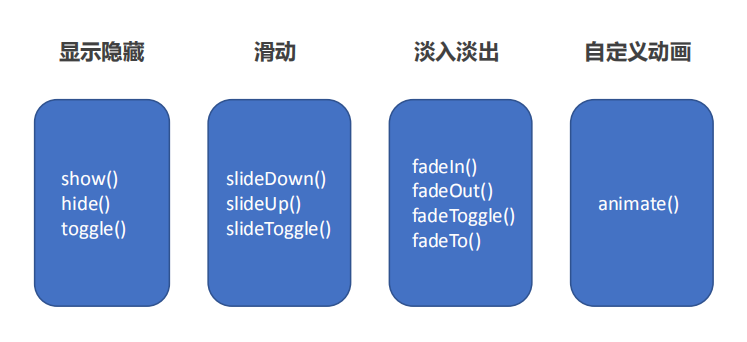 显示隐藏
show()
hide()
toggle()
滑动
slideDown()
slideUp()
slideToggle()
淡入淡出
fadeIn()
fadeOut()
fadeToggle()
fadeTo()
自定义动画
animate()